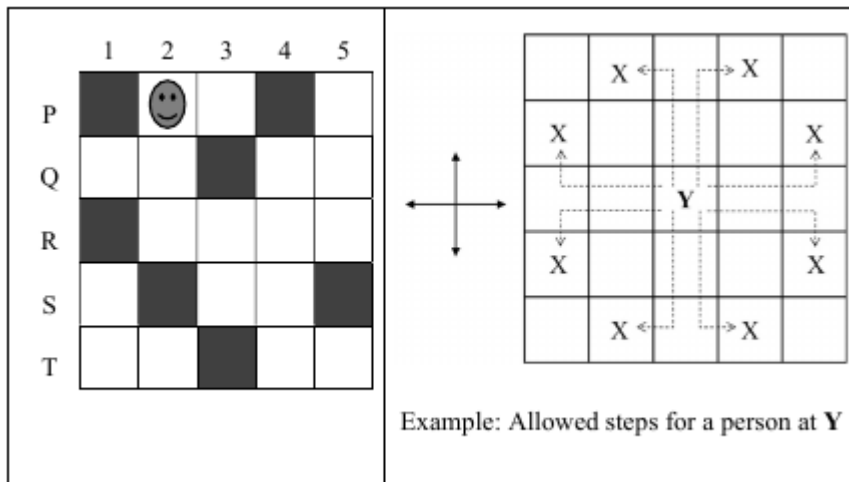 1 2 3 4 5
P
Q
R
S
T
X X
X X
Y
X X
X X
Example: Allowed steps for a person at Y